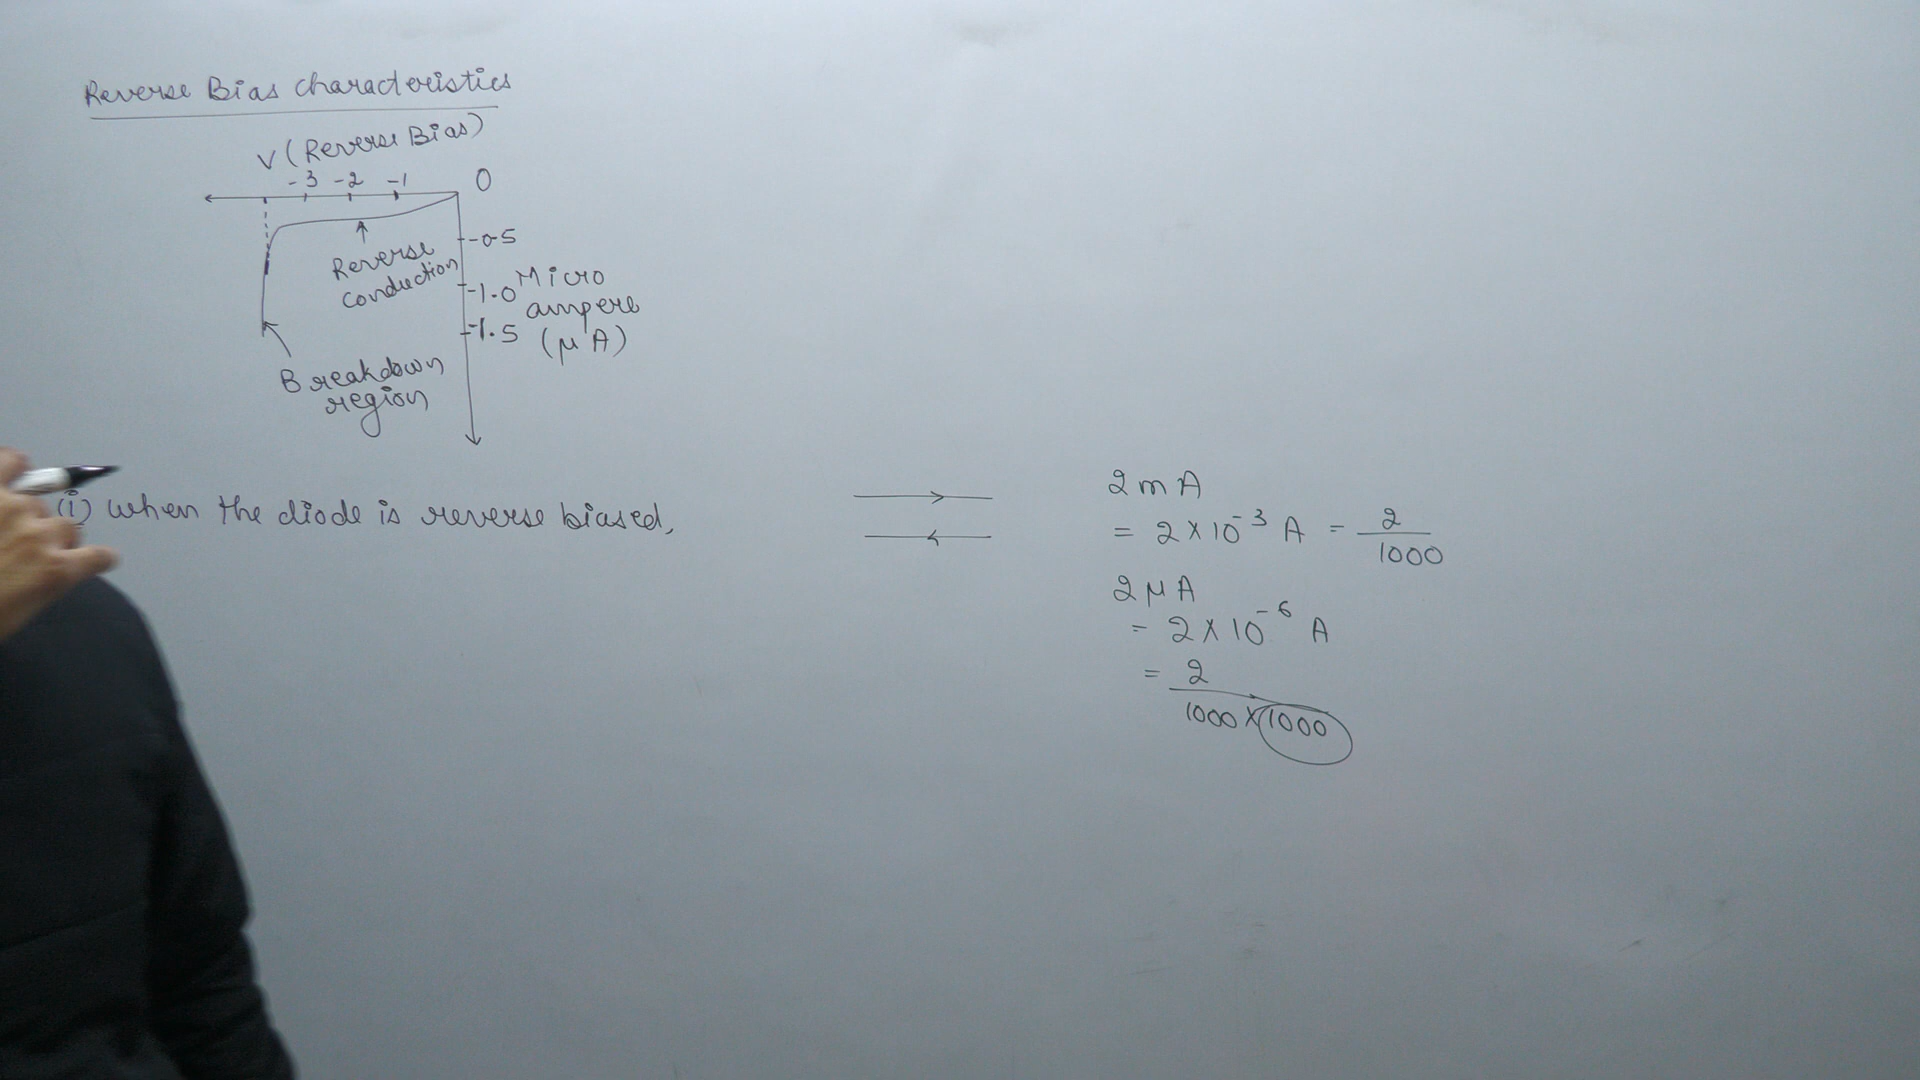 Reverse Bias characteristics
V (Reverse Bias)
-3 -2 -1 0
-0.5
Reverse
conduction
-1.0 Micro
ampere
-1.5 (μA)
Breakdown
region
(i) when the diode is reverse biased,
2 m A
= 2 × 10⁻³ A = 2/1000
2 μ A
= 2 × 10⁻⁶ A
= 2/1000 × 1000